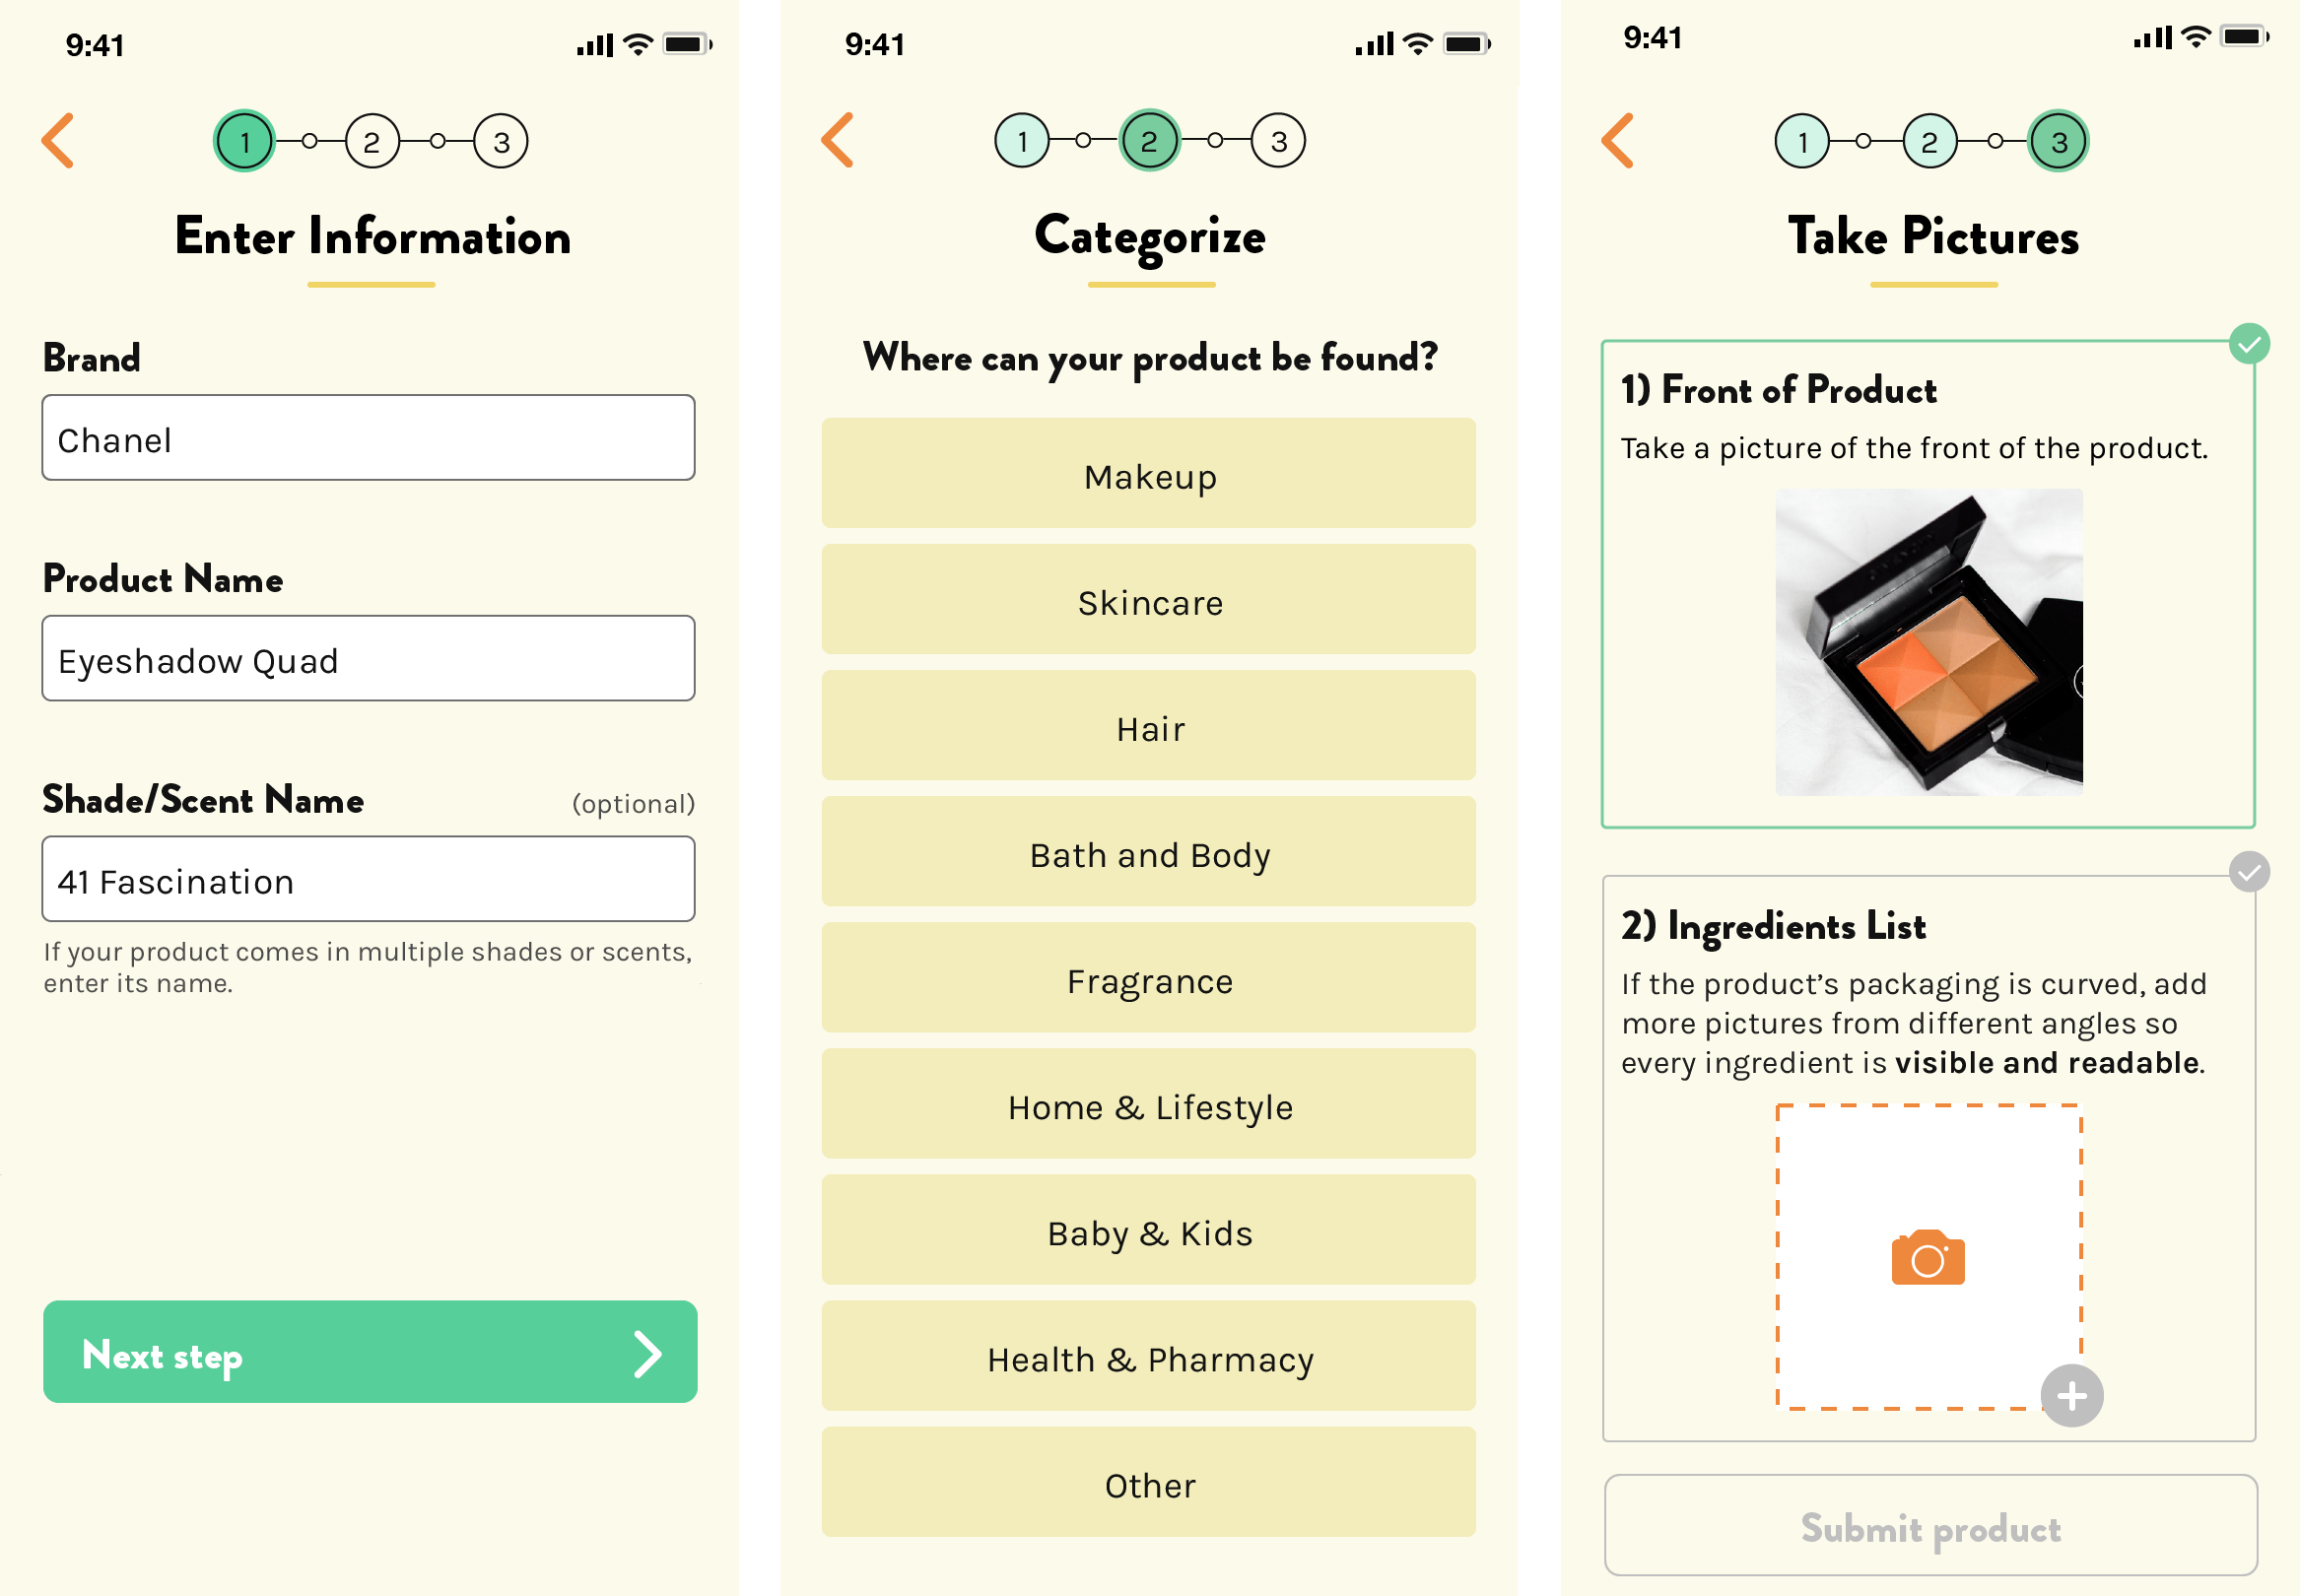 9:41
1
2
3
Enter Information
Brand
Chanel
Product Name
Eyeshadow Quad
Shade/Scent Name
(optional)
41 Fascination
If your product comes in multiple shades or scents,
enter its name.
Next step
9:41
1
2
3
Categorize
Where can your product be found?
Makeup
Skincare
Hair
Bath and Body
Fragrance
Home & Lifestyle
Baby & Kids
Health & Pharmacy
Other
9:41
1
2
3
Take Pictures
1) Front of Product
Take a picture of the front of the product.
2) Ingredients List
If the product’s packaging is curved, add
more pictures from different angles so
every ingredient is visible and readable.
Submit product